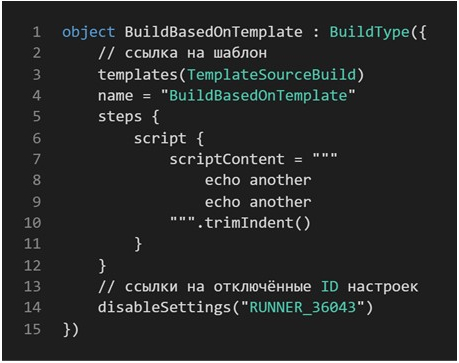 1 object BuildBasedOnTemplate : BuildType({
2     // ссылка на шаблон
3     templates(TemplateSourceBuild)
4     name = "BuildBasedOnTemplate"
5     steps {
6         script {
7             scriptContent = """
8                 echo another
9                 echo another
10             """.trimIndent()
11         }
12     }
13     // ссылки на отключённые ID настроек
14     disableSettings("RUNNER_36043")
15 })